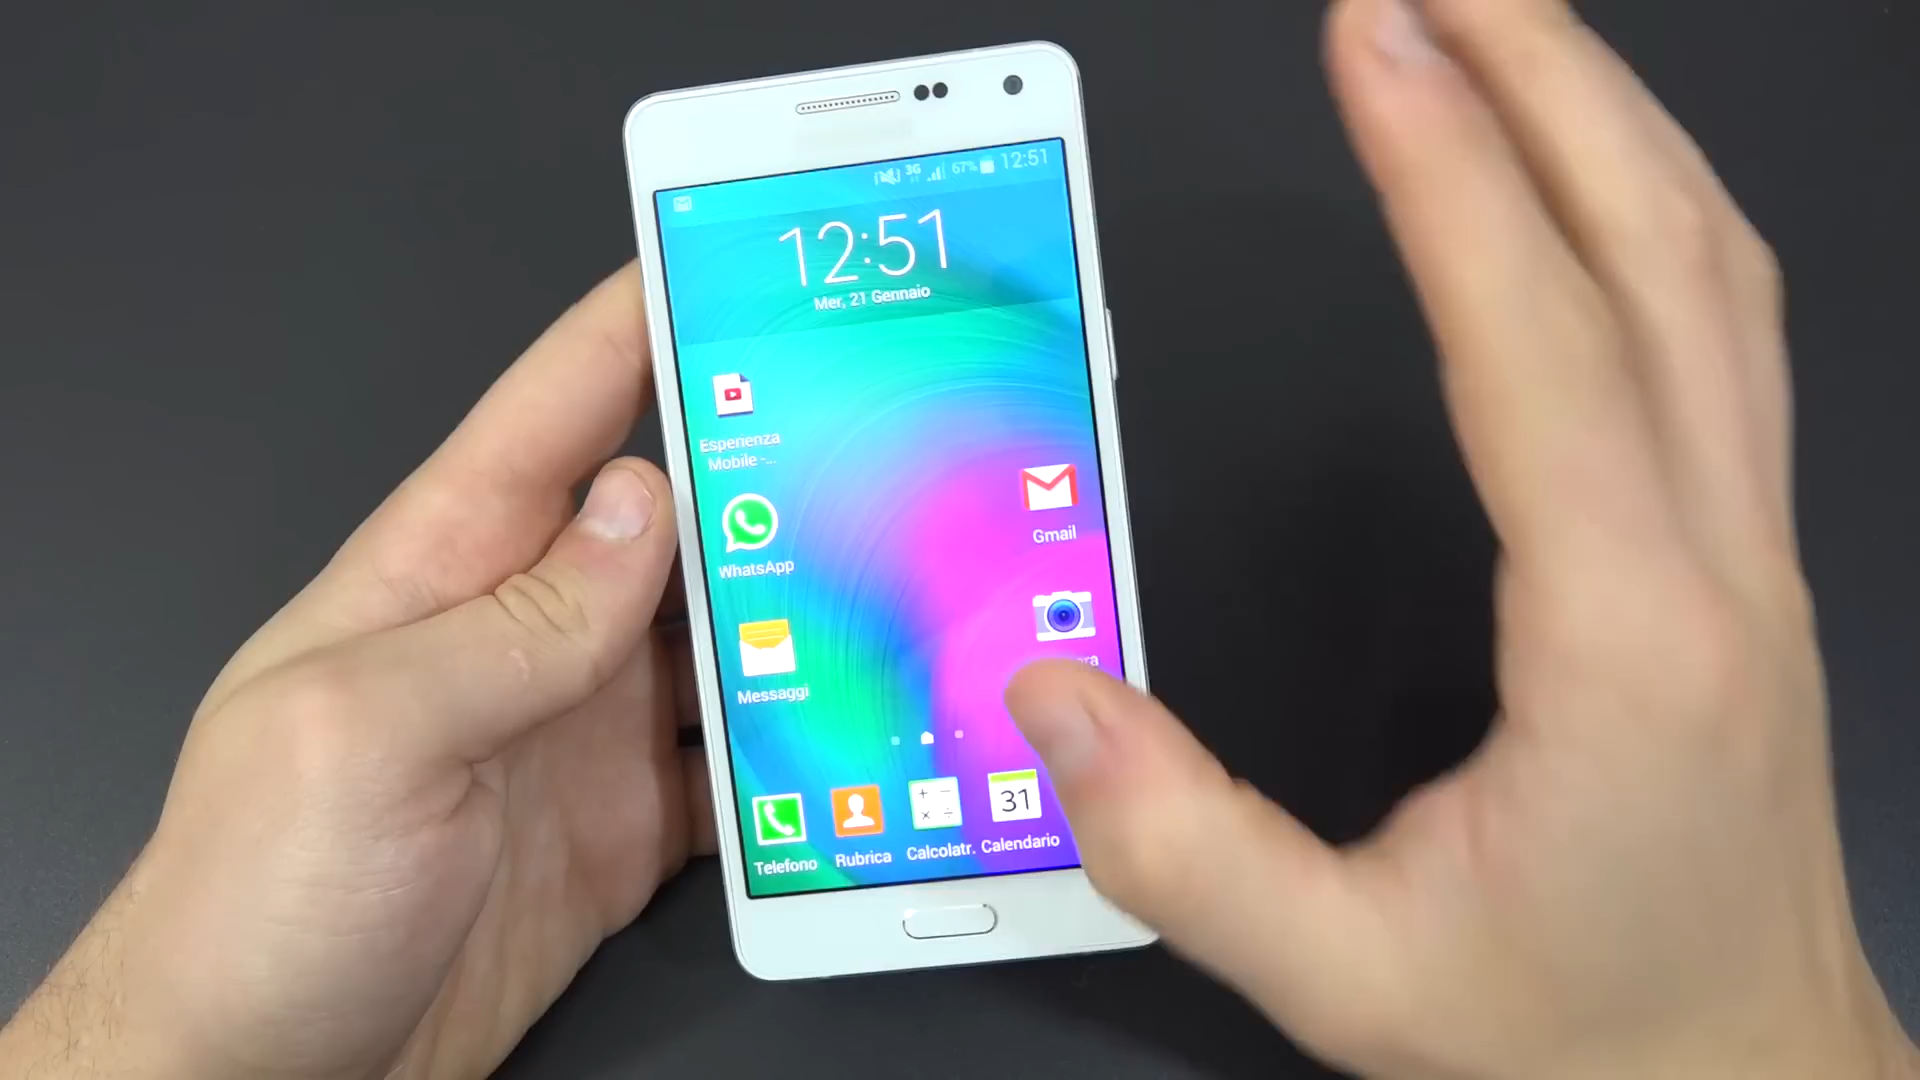 3G 67% 12:51
12:51
Mer, 21 Gennaio
Esperienza
Mobile -...
Gmail
WhatsApp
Messaggi
31
Telefono
Rubrica
Calcolatr.
Calendario